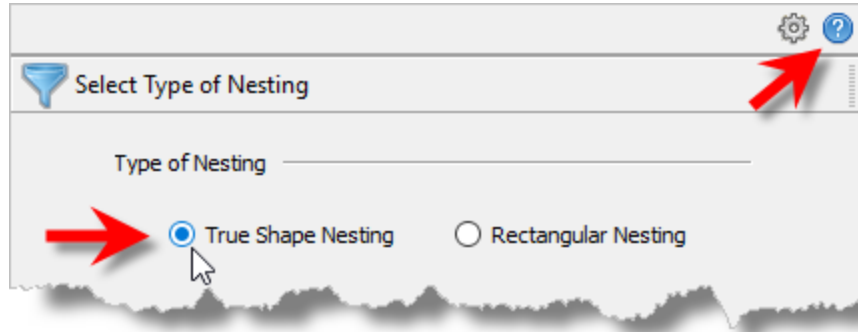 Select Type of Nesting
Type of Nesting
True Shape Nesting Rectangular Nesting